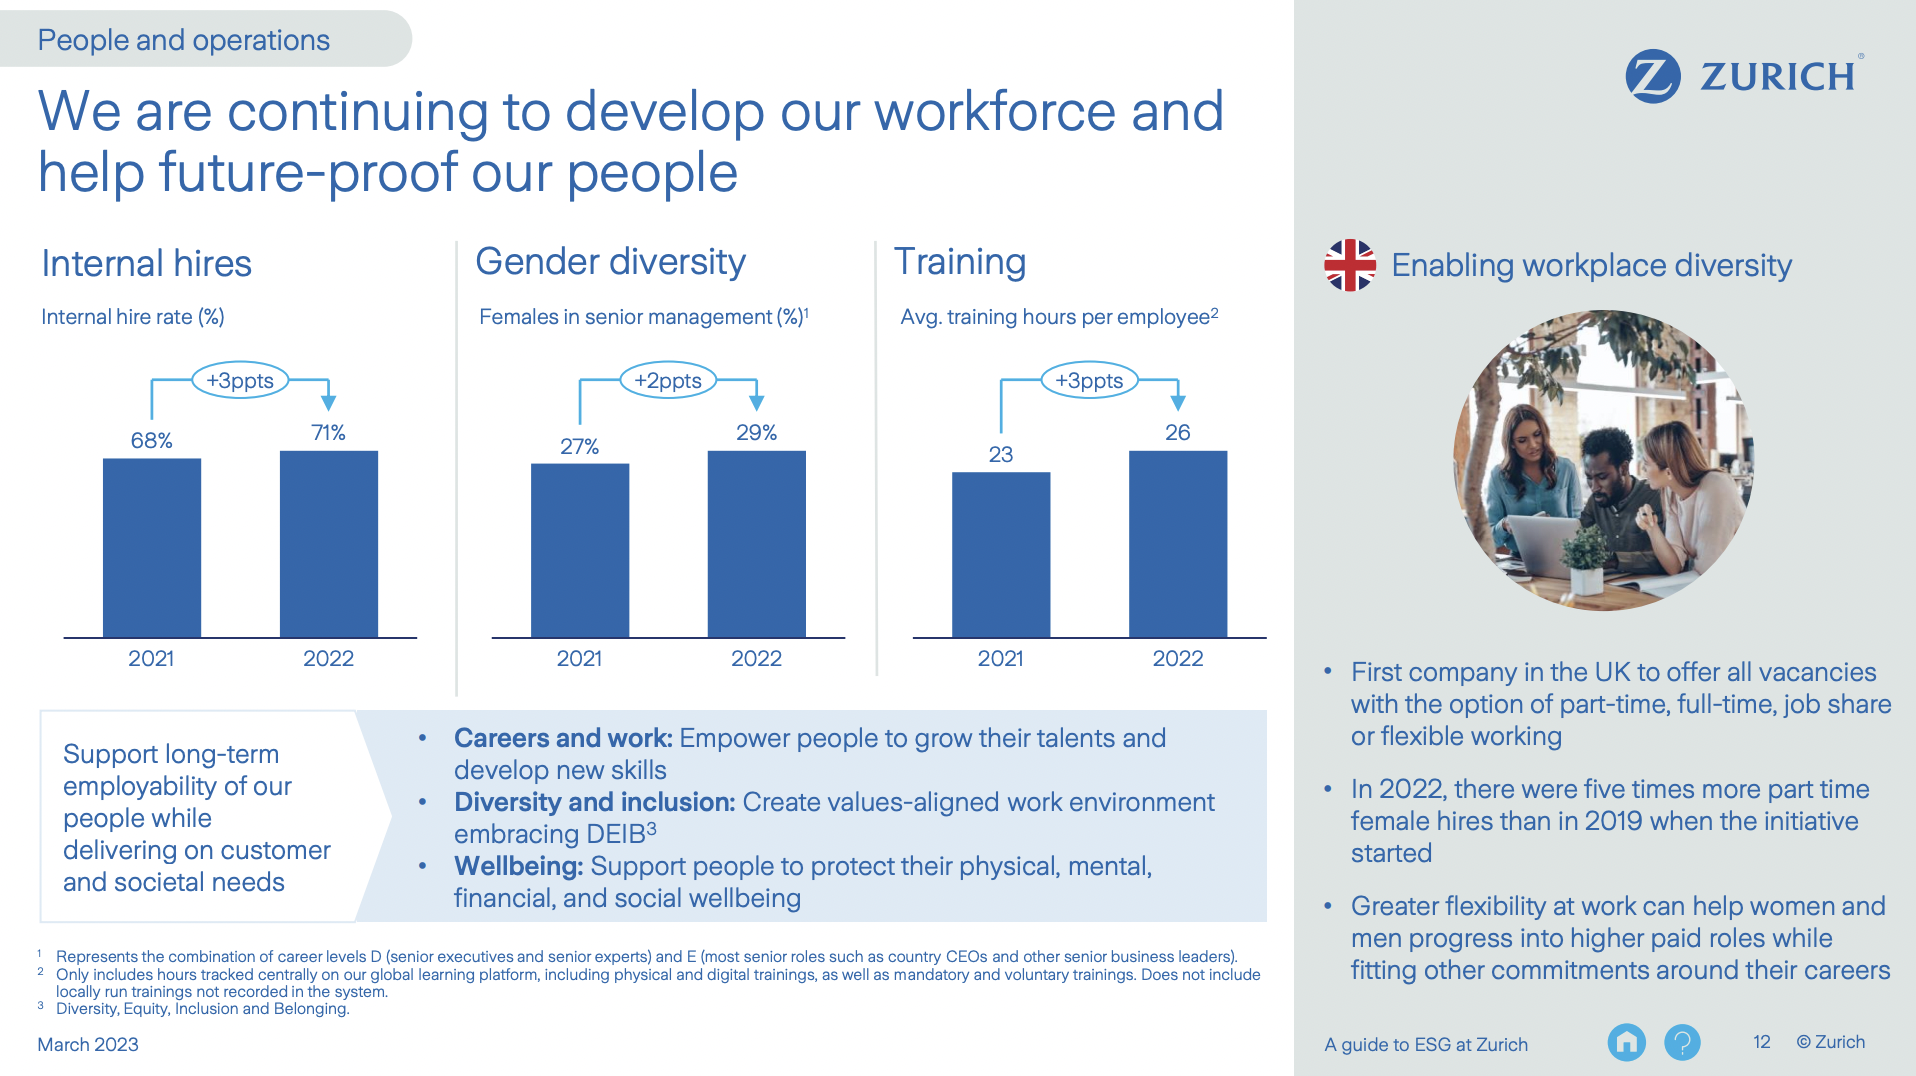 People and operations
ZURICH®
We are continuing to develop our workforce and
help future-proof our people
Internal hires
Internal hire rate (%)
+3ppts
68%
71%
2021
2022
Gender diversity
Females in senior management (%)¹
+2ppts
27%
29%
2021
2022
Training
Avg. training hours per employee²
+3ppts
23
26
2021
2022
Support long-term
employability of our
people while
delivering on customer
and societal needs
• Careers and work: Empower people to grow their talents and
develop new skills
• Diversity and inclusion: Create values-aligned work environment
embracing DEIB³
• Wellbeing: Support people to protect their physical, mental,
financial, and social wellbeing
1 Represents the combination of career levels D (senior executives and senior experts) and E (most senior roles such as country CEOs and other senior business leaders).
2 Only includes hours tracked centrally on our global learning platform, including physical and digital trainings, as well as mandatory and voluntary trainings. Does not include
locally run trainings not recorded in the system.
3 Diversity, Equity, Inclusion and Belonging.
March 2023
Enabling workplace diversity
• First company in the UK to offer all vacancies
with the option of part-time, full-time, job share
or flexible working
• In 2022, there were five times more part time
female hires than in 2019 when the initiative
started
• Greater flexibility at work can help women and
men progress into higher paid roles while
fitting other commitments around their careers
A guide to ESG at Zurich
?
12
© Zurich